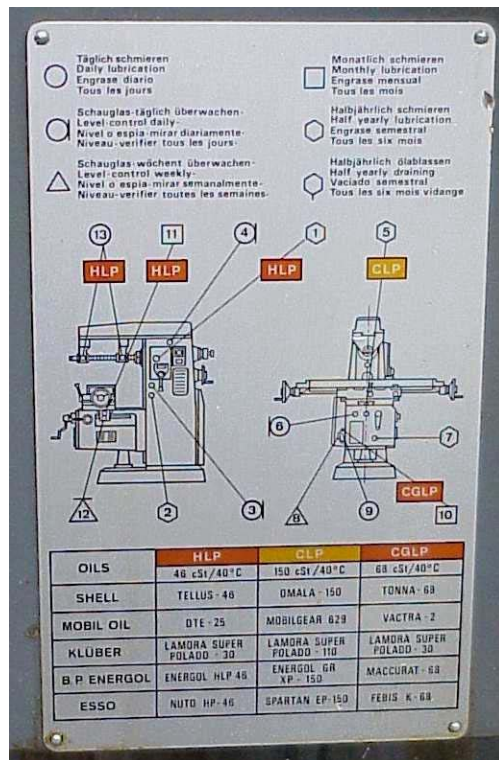 Täglich schmieren
Daily lubrication
Engrase diario
Tous les jours
Schauglas-täglich überwachen-
Level-control daily-
Nivel o espia-mirar diariamente-
Niveau-verifier tous les jours-
Schauglas-wöchent überwachen-
Level-control weekly-
Nivel o espia-mirar semanalmente-
Niveau-verifier toutes les semaines-
Monatlich schmieren
Monthly lubrication
Engrase mensual
Tous les mois
Halbjährlich schmieren
Half yearly lubrication
Engrase semestral
Tous les six mois
Halbjährlich ölablassen
Half yearly draining
Vaciado semestral
Tous les six mois vidange
13 11 4 1 5
HLP HLP HLP CLP
6 7
CGLP
12 2 3 8 9 10
OILS HLP CLP CGLP
46 cSt/40°C 150 cSt/40°C 68 cSt/40°C
SHELL TELLUS-46 OMALA-150 TONNA-68
MOBIL OIL DTE-25 MOBILGEAR 629 VACTRA-2
KLÜBER LAMORA SUPER POLADO-30 LAMORA SUPER POLADO-110 LAMORA SUPER POLADO-30
B.P. ENERGOL ENERGOL HLP 46 ENERGOL GR XP-150 MACCURAT-68
ESSO NUTO HP-46 SPARTAN EP-150 FEBIS K-68